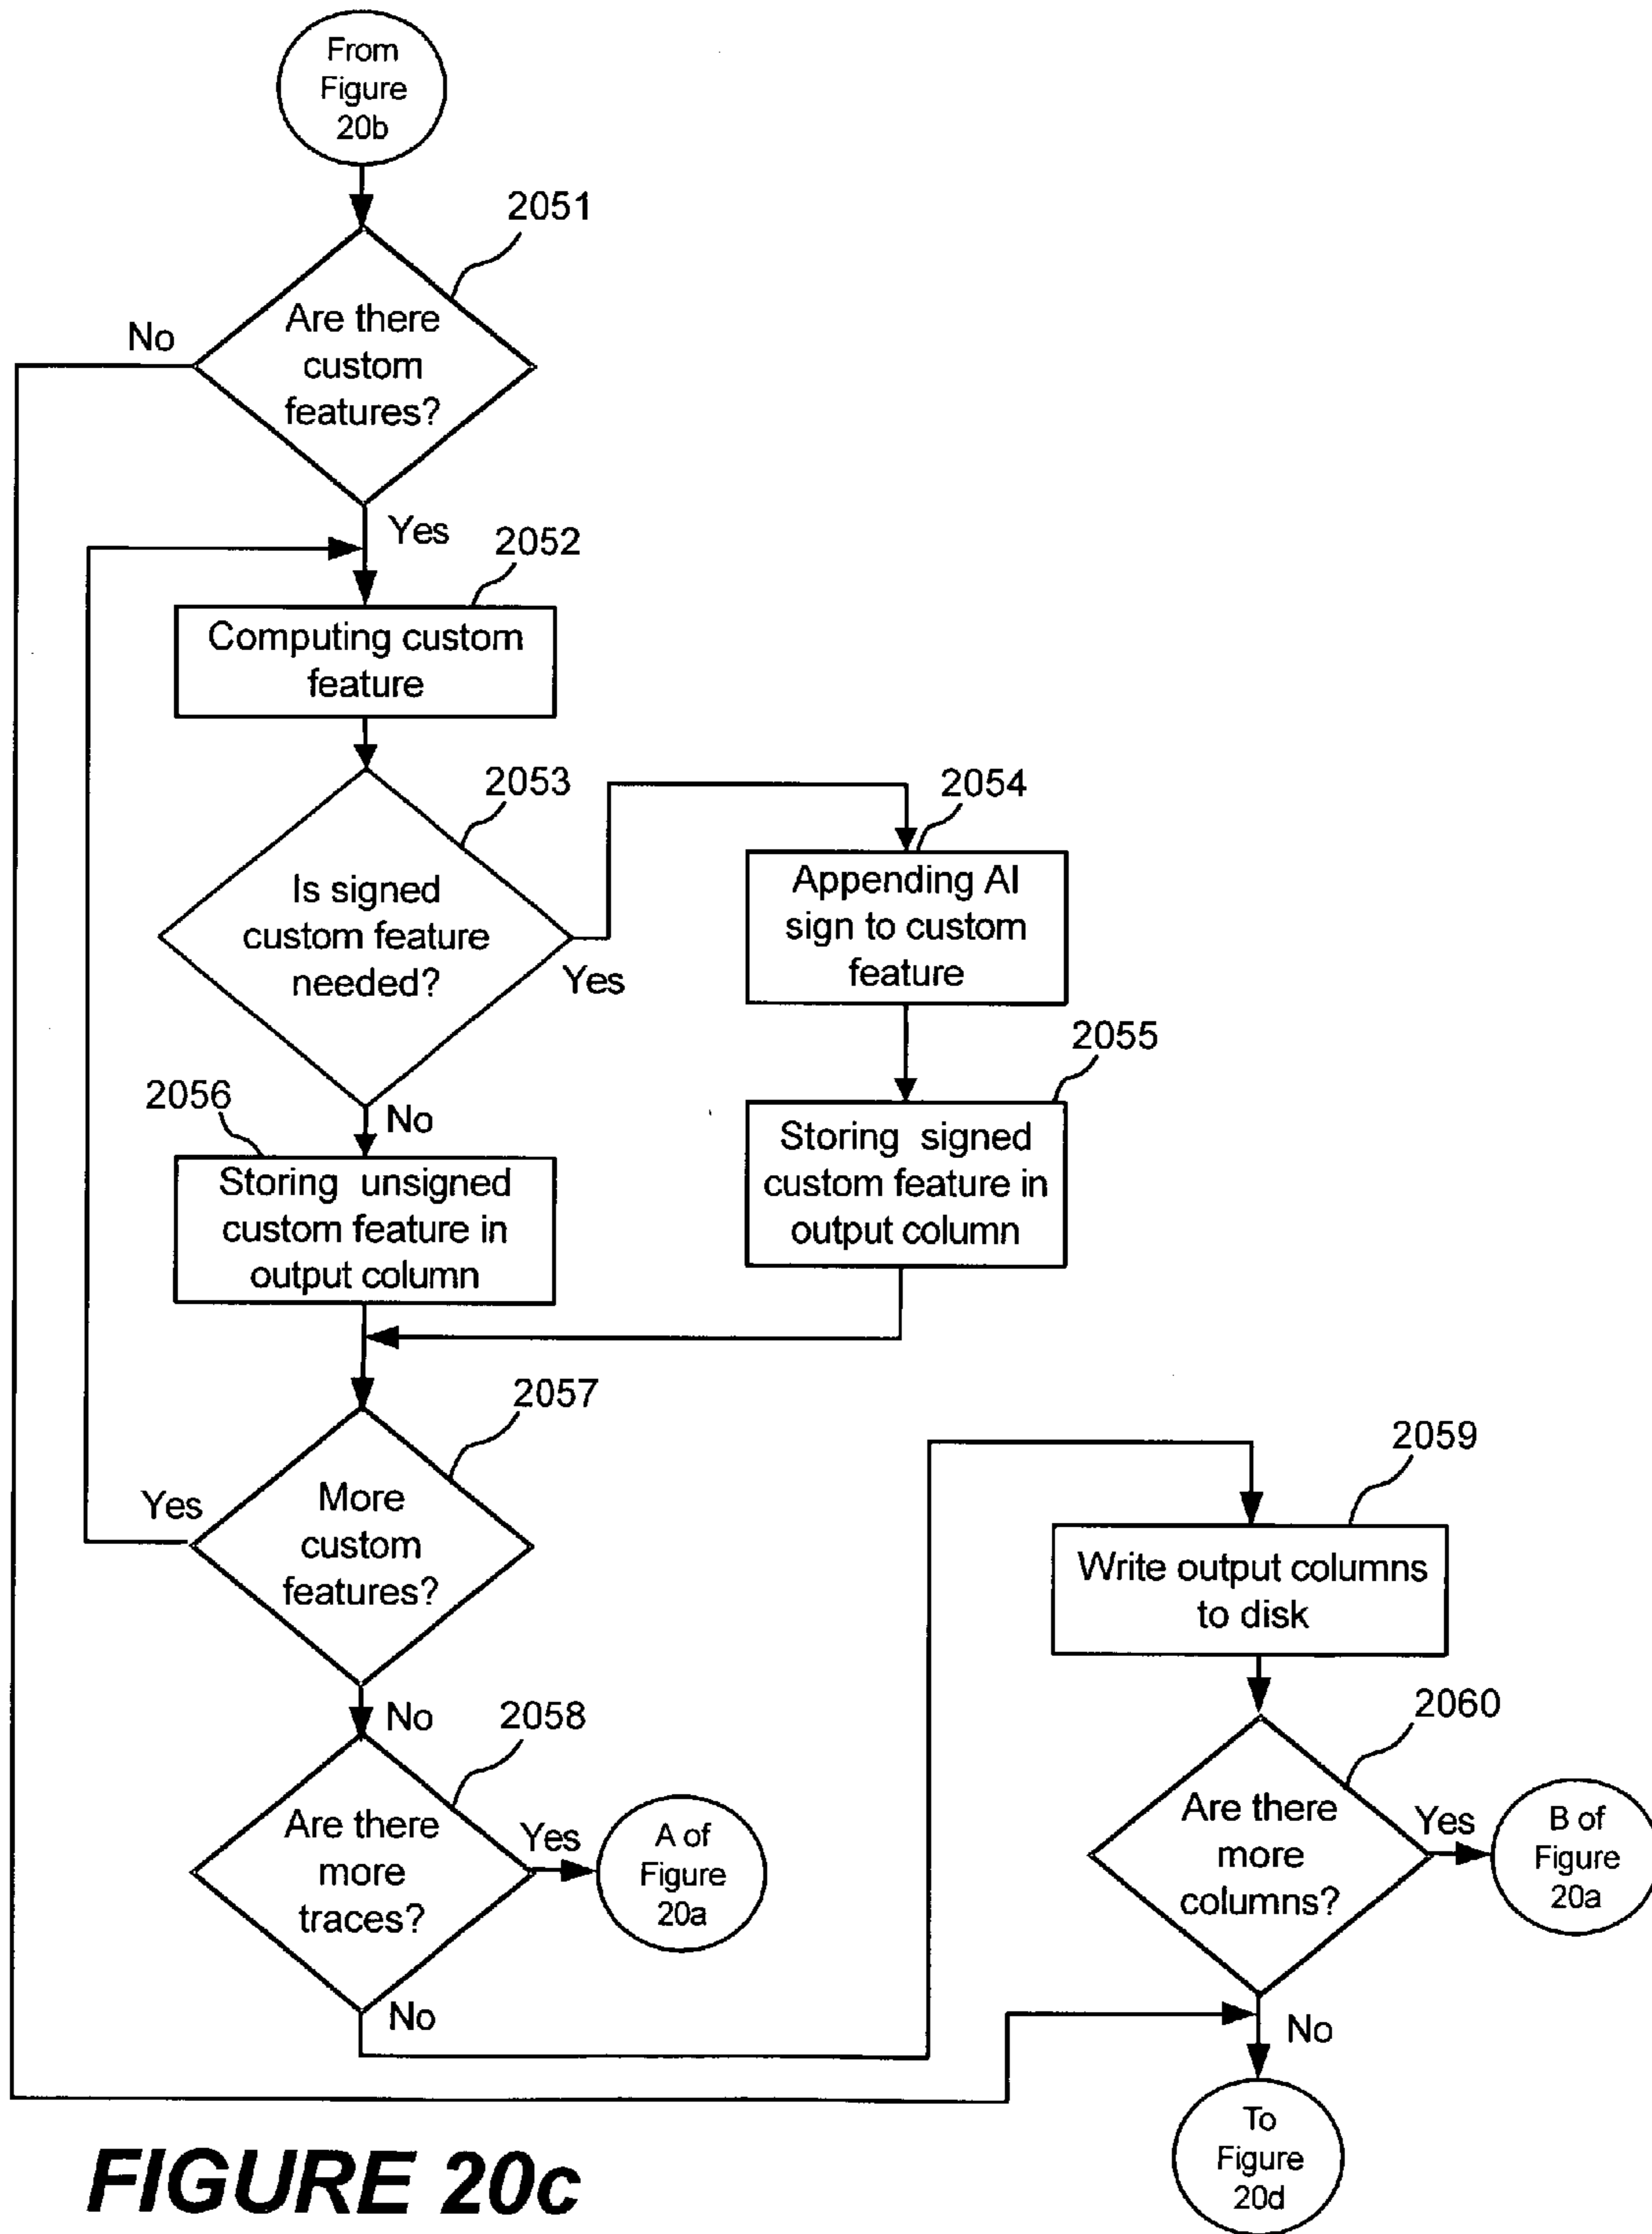 From
Figure
20b
2051
Are there
custom
features?
No
Yes
2052
Computing custom
feature
2053
Is signed
custom feature
needed?
Yes
2054
Appending AI
sign to custom
feature
2055
Storing signed
custom feature in
output column
No
2056
Storing unsigned
custom feature in
output column
2057
More
custom
features?
Yes
No
2058
Are there
more
traces?
Yes
A of
Figure
20a
No
2059
Write output columns
to disk
2060
Are there
more
columns?
Yes
B of
Figure
20a
No
To
Figure
20d
FIGURE 20c